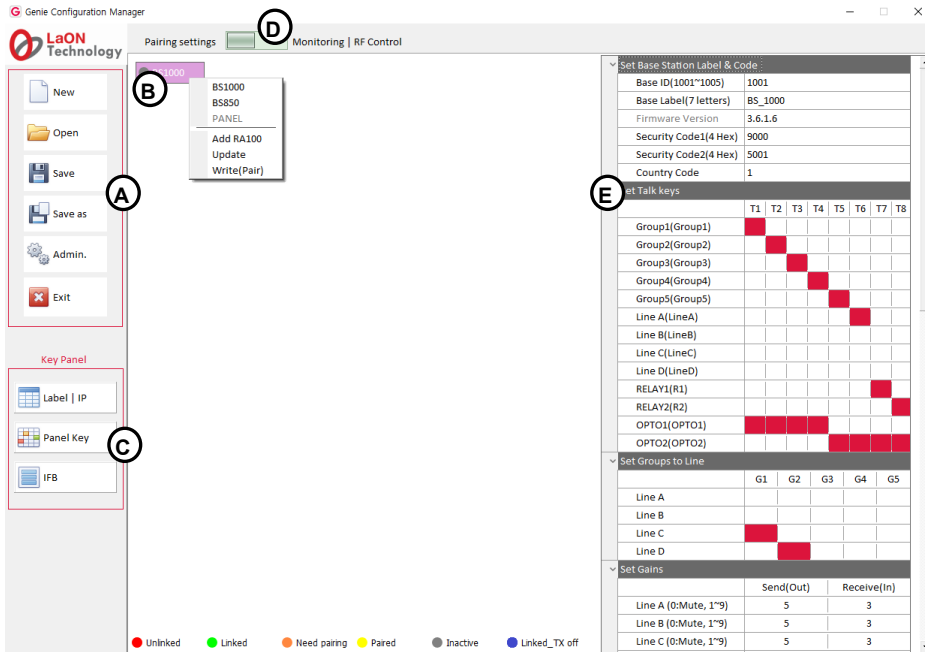 Genie Configuration Manager
LaON
Technology
Pairing settings
D
Monitoring | RF Control
New
Open
Save
Save as
Admin.
Exit
A
Key Panel
Label | IP
Panel Key
IFB
C
BS1000
B
BS1000
BS850
PANEL
Add RA100
Update
Write(Pair)
E
Set Base Station Label & Code
Base ID(1001~1005) 1001
Base Label(7 letters) BS_1000
Firmware Version 3.6.1.6
Security Code1(4 Hex) 9000
Security Code2(4 Hex) 5001
Country Code 1
et Talk keys
T1 T2 T3 T4 T5 T6 T7 T8
Group1(Group1)
Group2(Group2)
Group3(Group3)
Group4(Group4)
Group5(Group5)
Line A(LineA)
Line B(LineB)
Line C(LineC)
Line D(LineD)
RELAY1(R1)
RELAY2(R2)
OPTO1(OPTO1)
OPTO2(OPTO2)
Set Groups to Line
G1 G2 G3 G4 G5
Line A
Line B
Line C
Line D
Set Gains
Send(Out) Receive(In)
Line A (0:Mute, 1~9) 5 3
Line B (0:Mute, 1~9) 5 3
Line C (0:Mute, 1~9) 5 3
Unlinked Linked Need pairing Paired Inactive Linked_TX off